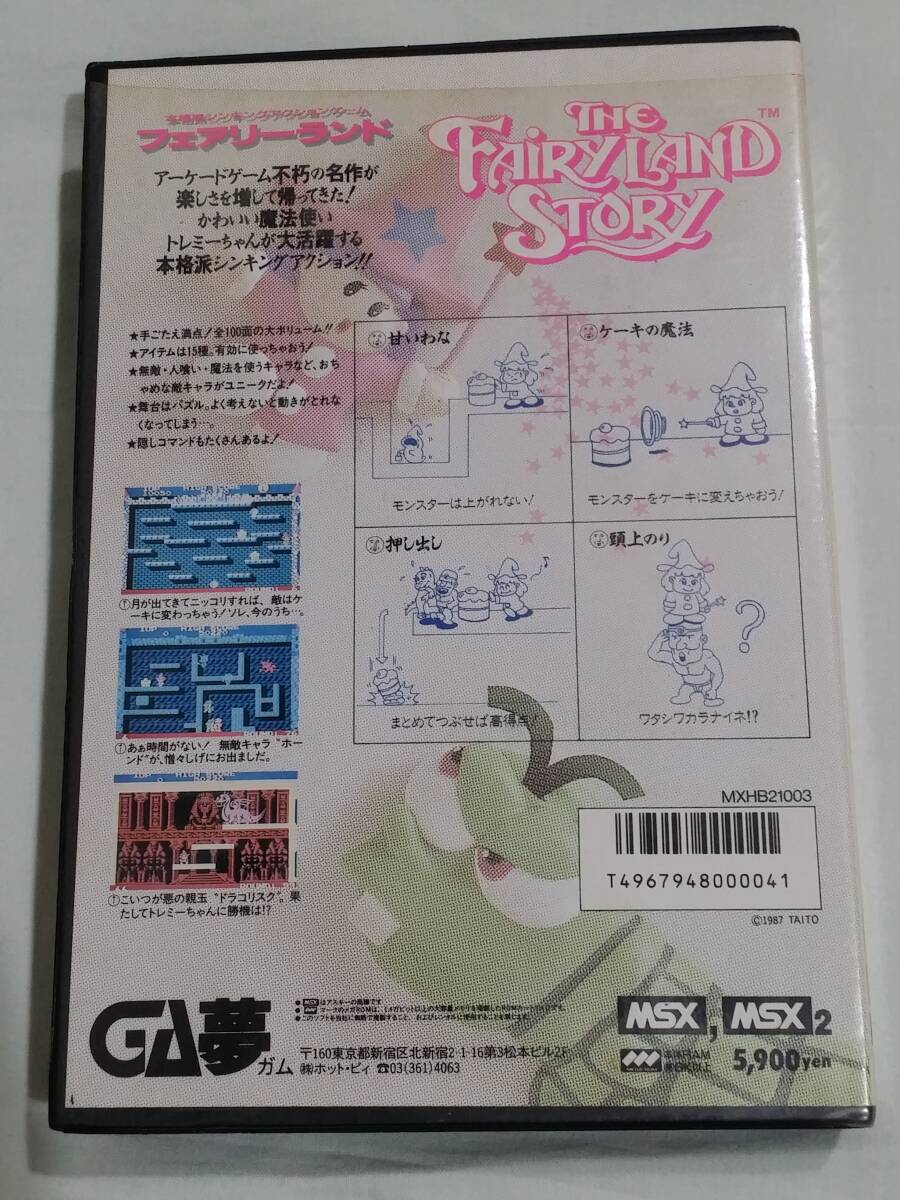 本格派シンキングアクションゲーム
フェアリーランド
THE
FAIRYLAND
STORY
TM
アーケードゲーム不朽の名作が
楽しさを増して帰ってきた!
かわいい魔法使い
トレミーちゃんが大活躍する
本格派シンキングアクション!!
★手ごたえ満点!全100面の大ボリューム!!
★アイテムは15種。有効に使っちゃおう!
★無敵・人喰い・魔法を使うキャラなど、おち
ゃめな敵キャラがユニークだよ!
★舞台はパズル。よく考えないと動きがとれな
くなってしまう…。
★隠しコマンドもたくさんあるよ!
甘いわな
モンスターは上がれない!
ケーキの魔法
モンスターをケーキに変えちゃおう!
押し出し
まとめてつぶせば高得点!
頭上のり
?
ワタシワカラナイネ!?
↑月が出てきてニッコリすれば、敵はケ
ーキに変わっちゃう!ソレ、今のうち…。
↑あぁ時間がない! 無敵キャラ“ホー
ンド”が、憎々しげにお出ましだ。
↑こいつが悪の親玉“ドラコリスク”。果
たしてトレミーちゃんに勝機は!?
MXHB21003
T4967948000041
©1987 TAITO
GA夢
ガム
●MSXはアスキーの商標です
〒160東京都新宿区北新宿2-1-16第3松本ビル2F
㈱ホット・ビィ ☎03(361)4063
MSX, MSX2
5,900yen